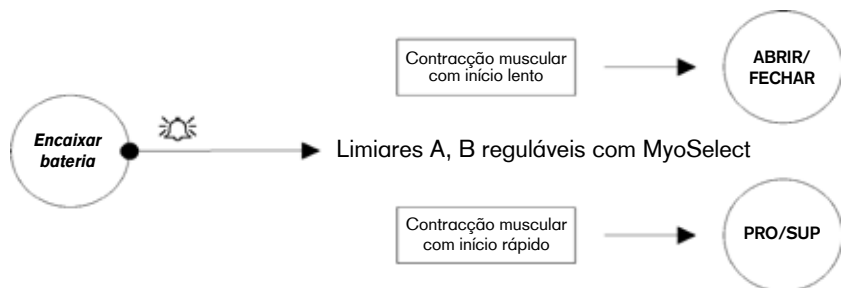 Contracção muscular
com início lento
ABRIR/
FECHAR
Encaixar
bateria
Limiares A, B reguláveis com MyoSelect
Contracção muscular
com início rápido
PRO/SUP